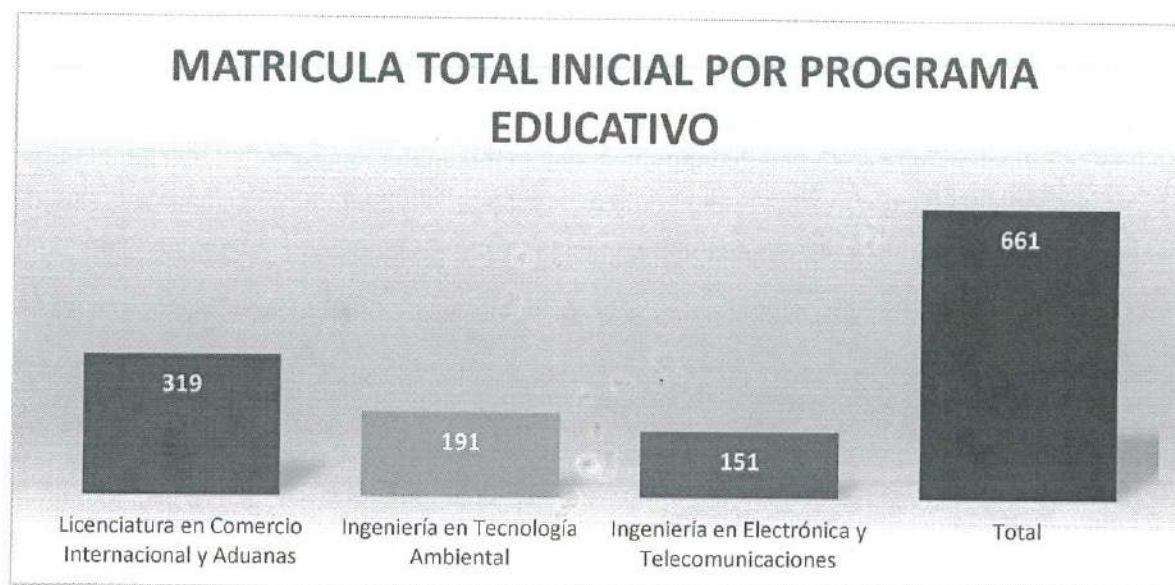 MATRICULA TOTAL INICIAL POR PROGRAMA
EDUCATIVO
661
319
191
151
Licenciatura en Comercio
Internacional y Aduanas
Ingeniería en Tecnología
Ambiental
Ingeniería en Electrónica y
Telecomunicaciones
Total